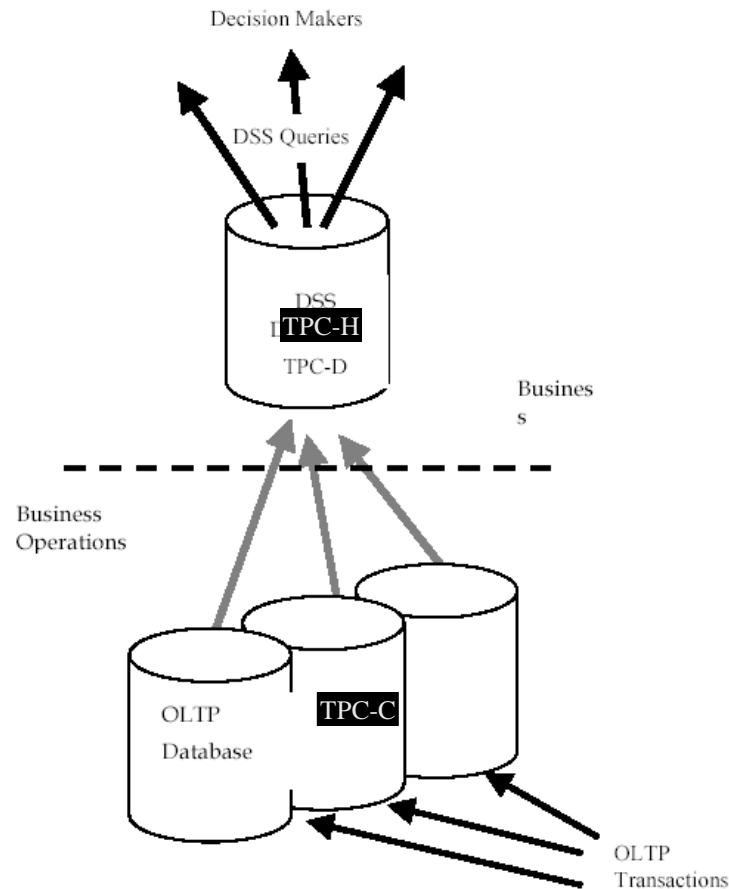 Decision Makers
DSS Queries
DSS
TPC-H
TPC-D
Busines
s
Business
Operations
OLTP
Database
TPC-C
OLTP
Transactions